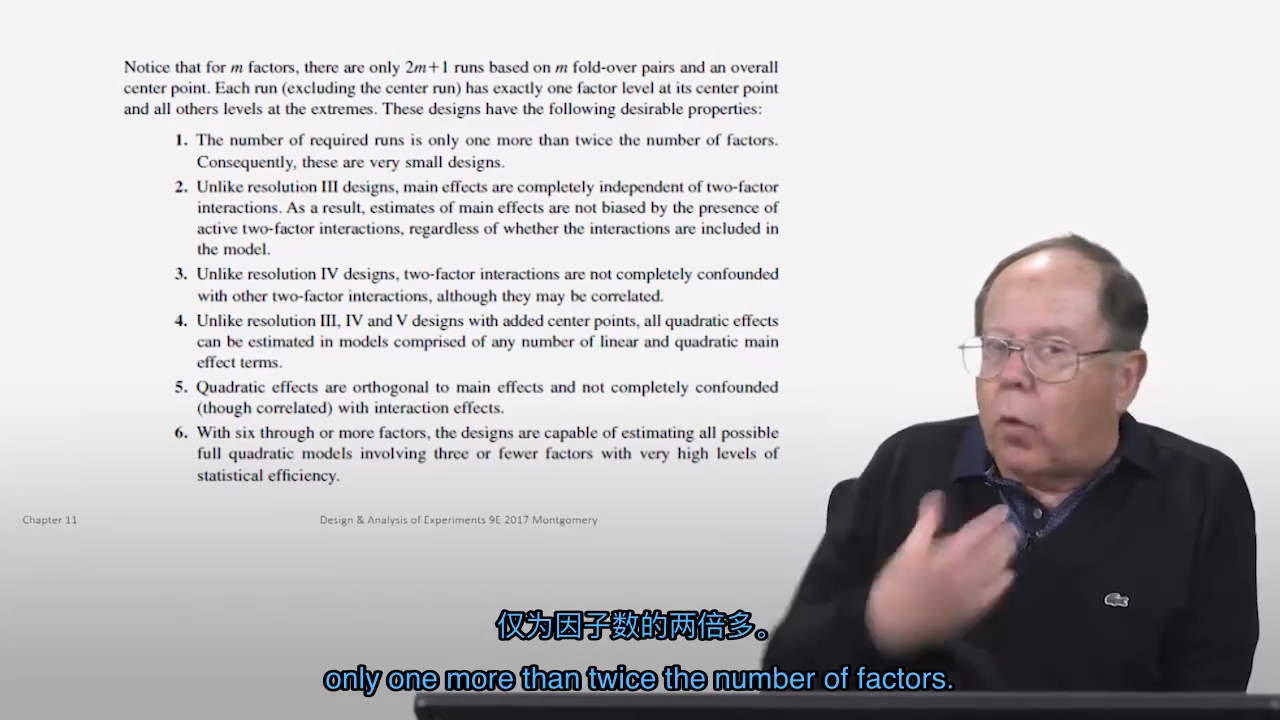 Notice that for m factors, there are only 2m+1 runs based on m fold-over pairs and an overall
center point. Each run (excluding the center run) has exactly one factor level at its center point
and all others levels at the extremes. These designs have the following desirable properties:
1. The number of required runs is only one more than twice the number of factors.
Consequently, these are very small designs.
2. Unlike resolution III designs, main effects are completely independent of two-factor
interactions. As a result, estimates of main effects are not biased by the presence of
active two-factor interactions, regardless of whether the interactions are included in
the model.
3. Unlike resolution IV designs, two-factor interactions are not completely confounded
with other two-factor interactions, although they may be correlated.
4. Unlike resolution III, IV and V designs with added center points, all quadratic effects
can be estimated in models comprised of any number of linear and quadratic main
effect terms.
5. Quadratic effects are orthogonal to main effects and not completely confounded
(though correlated) with interaction effects.
6. With six through or more factors, the designs are capable of estimating all possible
full quadratic models involving three or fewer factors with very high levels of
statistical efficiency.
Chapter 11
Design & Analysis of Experiments 9E 2017 Montgomery
仅为因子数的两倍多。
only one more than twice the number of factors.